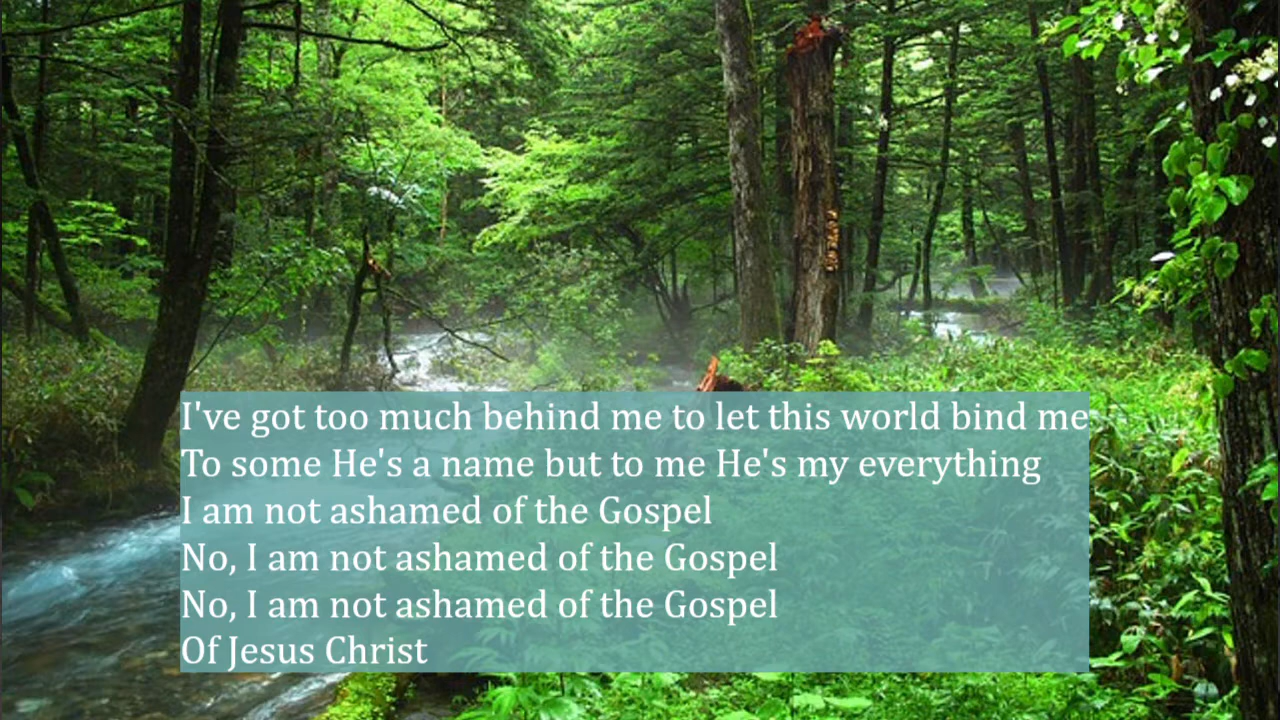 I've got too much behind me to let this world bind me
To some He's a name but to me He's my everything
I am not ashamed of the Gospel
No, I am not ashamed of the Gospel
No, I am not ashamed of the Gospel
Of Jesus Christ